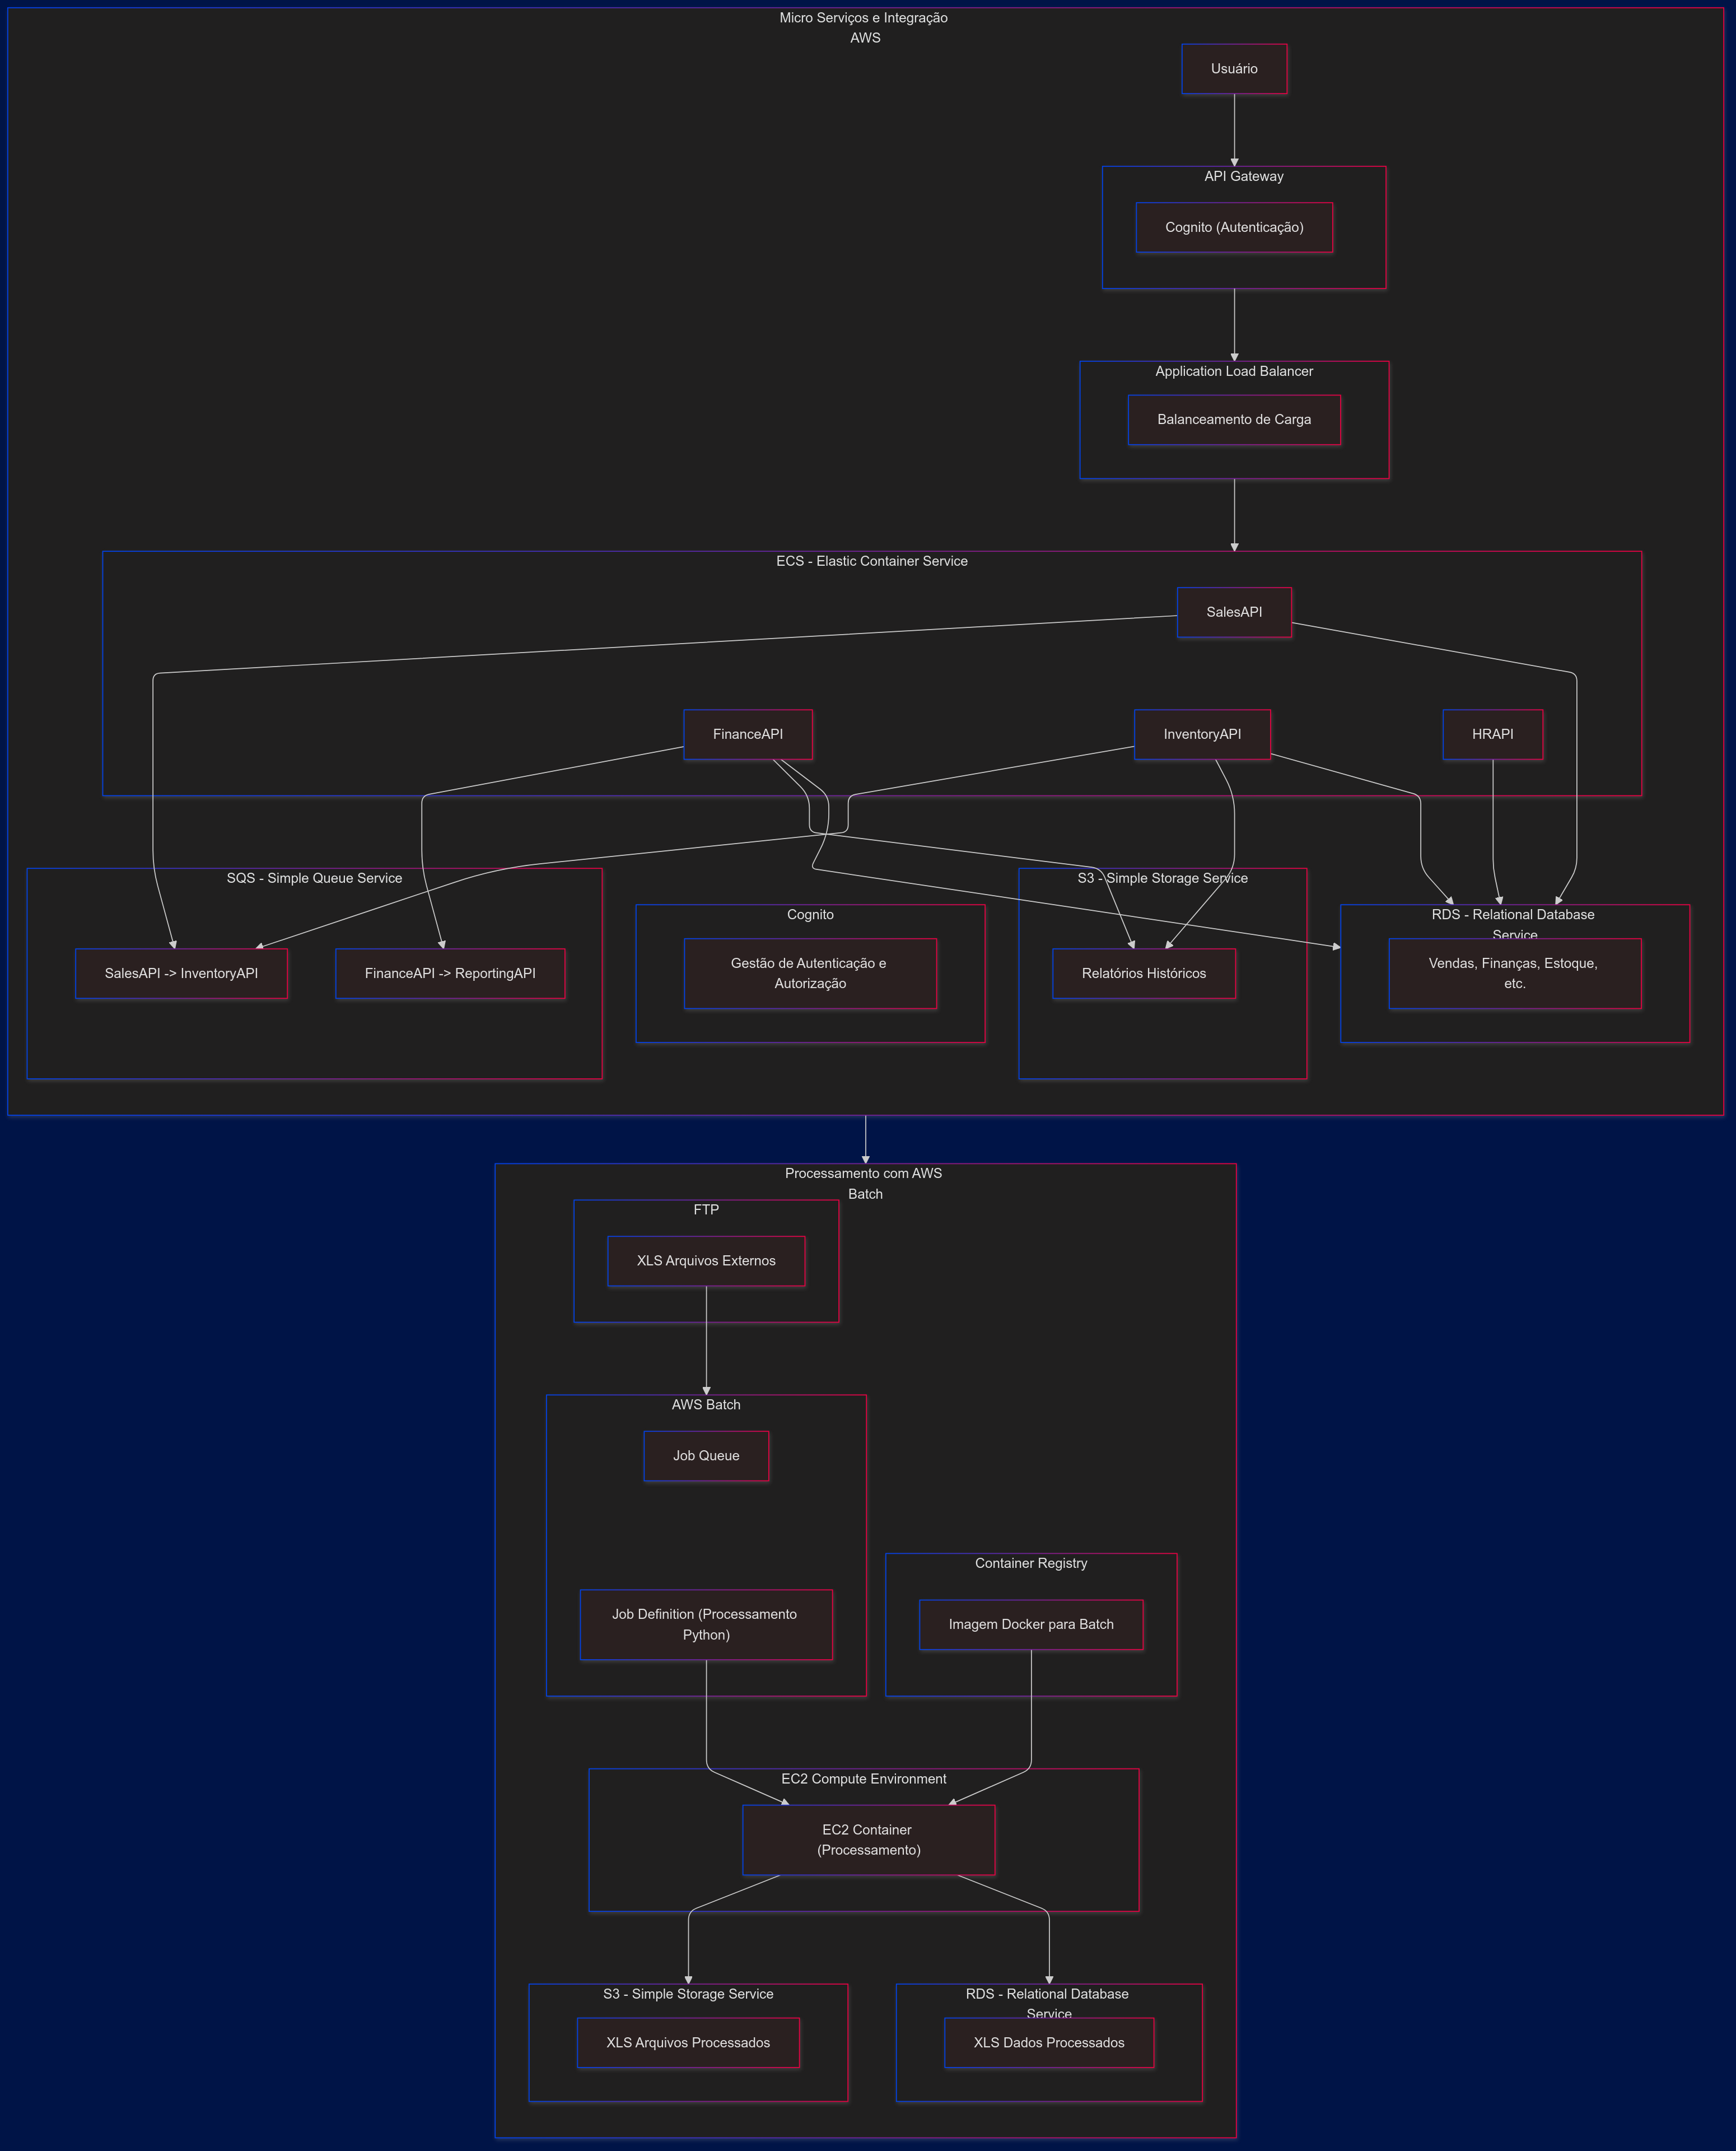 Micro Serviços e Integração
AWS
Usuário
API Gateway
Cognito (Autenticação)
Application Load Balancer
Balanceamento de Carga
ECS - Elastic Container Service
SalesAPI
FinanceAPI
InventoryAPI
HRAPI
SQS - Simple Queue Service
SalesAPI -> InventoryAPI
FinanceAPI -> ReportingAPI
Cognito
Gestão de Autenticação e
Autorização
S3 - Simple Storage Service
Relatórios Históricos
RDS - Relational Database
Service
Vendas, Finanças, Estoque,
etc.
Processamento com AWS
Batch
FTP
XLS Arquivos Externos
AWS Batch
Job Queue
Job Definition (Processamento
Python)
Container Registry
Imagem Docker para Batch
EC2 Compute Environment
EC2 Container
(Processamento)
S3 - Simple Storage Service
XLS Arquivos Processados
RDS - Relational Database
Service
XLS Dados Processados